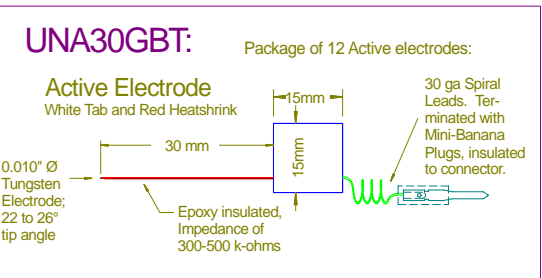 UNA30GBT:
Package of 12 Active electrodes:
Active Electrode
White Tab and Red Heatshrink
15mm
30 ga Spiral
Leads. Ter-
minated with
Mini-Banana
Plugs, insulated
to connector.
30 mm
15mm
0.010" Ø
Tungsten
Electrode;
22 to 26°
tip angle
Epoxy insulated,
Impedance of
300-500 k-ohms